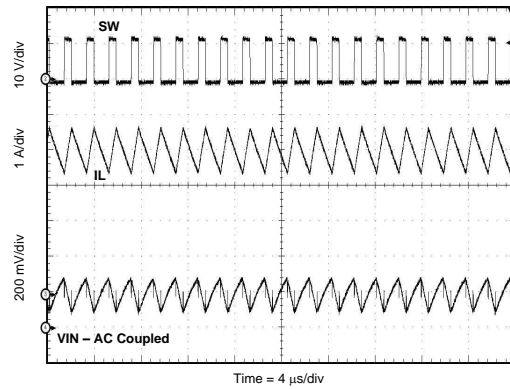 SW
10 V/div
1 A/div
IL
200 mV/div
VIN – AC Coupled
Time = 4 μs/div